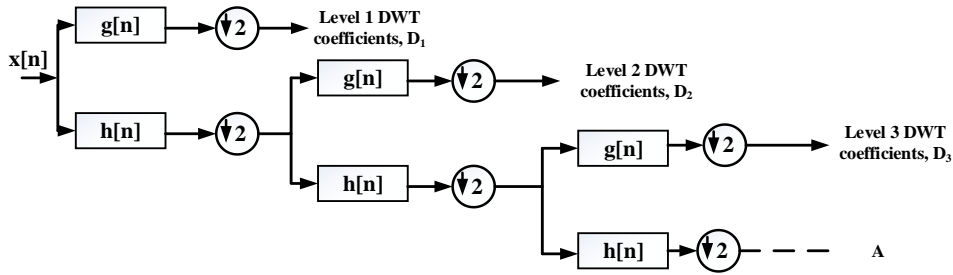 g[n]
↓2
Level 1 DWT
coefficients, D₁
x[n]
g[n]
↓2
Level 2 DWT
coefficients, D₂
h[n]
↓2
g[n]
↓2
Level 3 DWT
coefficients, D₃
h[n]
↓2
h[n]
↓2
A